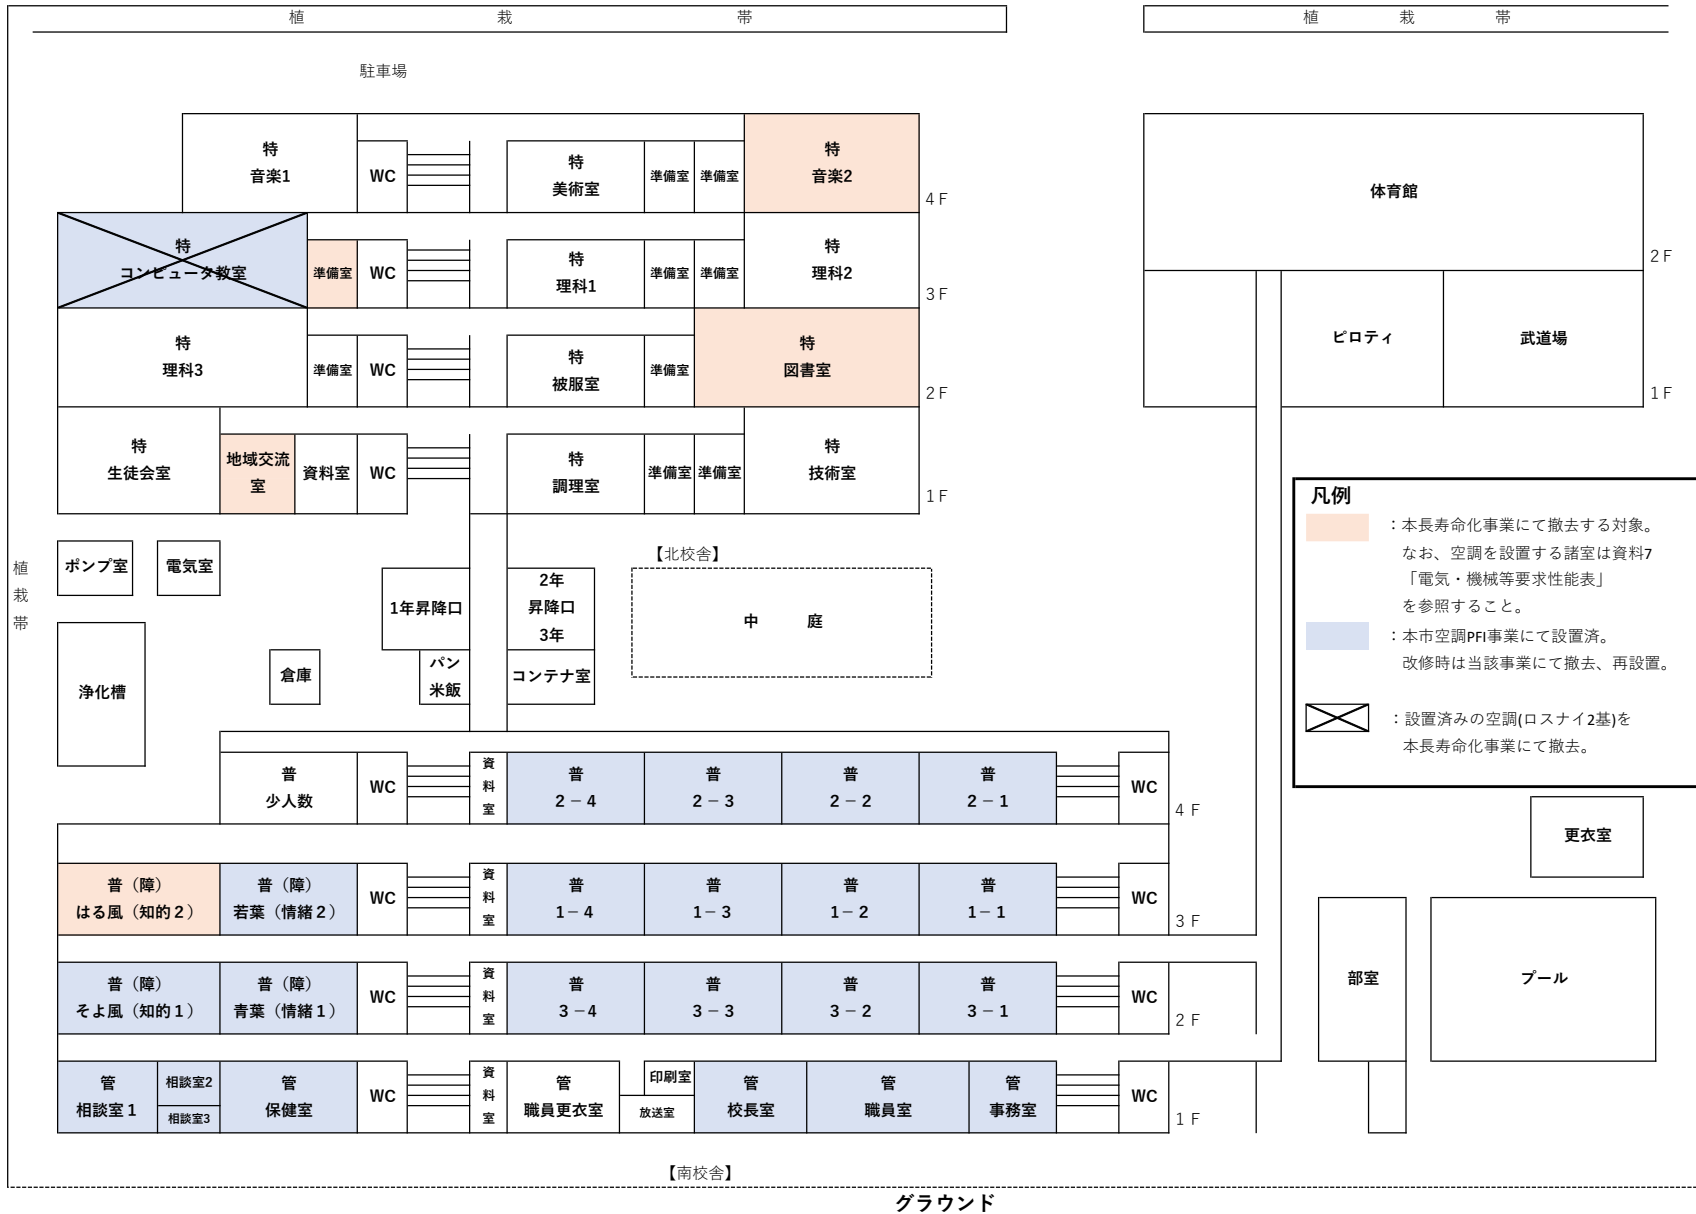 植 栽 帯
植 栽 帯
駐車場
特
音楽1
WC
特
美術室
準備室
準備室
特
音楽2
4F
特
コンピュータ教室
準備室
WC
特
理科1
準備室
準備室
特
理科2
3F
特
理科3
準備室
WC
特
被服室
準備室
特
図書室
2F
特
生徒会室
地域交流
室
資料室
WC
特
調理室
準備室
準備室
特
技術室
1F
体育館
2F
ピロティ
武道場
1F
凡例
：本長寿命化事業にて撤去する対象。
なお、空調を設置する諸室は資料7
「電気・機械等要求性能表」
を参照すること。
：本市空調PFI事業にて設置済。
改修時は当該事業にて撤去、再設置。
：設置済みの空調(ロスナイ2基)を
本長寿命化事業にて撤去。
植
栽
帯
ポンプ室
電気室
【北校舎】
1年昇降口
2年
昇降口
3年
中 庭
浄化槽
倉庫
パン
米飯
コンテナ室
普
少人数
WC
資
料
室
普
2－4
普
2－3
普
2－2
普
2－1
WC
4F
普（障）
はる風（知的２）
普（障）
若葉（情緒２）
WC
資
料
室
普
1－4
普
1－3
普
1－2
普
1－1
WC
3F
普（障）
そよ風（知的１）
普（障）
青葉（情緒１）
WC
資
料
室
普
3－4
普
3－3
普
3－2
普
3－1
WC
2F
管
相談室１
相談室2
相談室3
管
保健室
WC
資
料
室
管
職員更衣室
印刷室
放送室
管
校長室
管
職員室
管
事務室
WC
1F
更衣室
部室
プール
【南校舎】
グラウンド